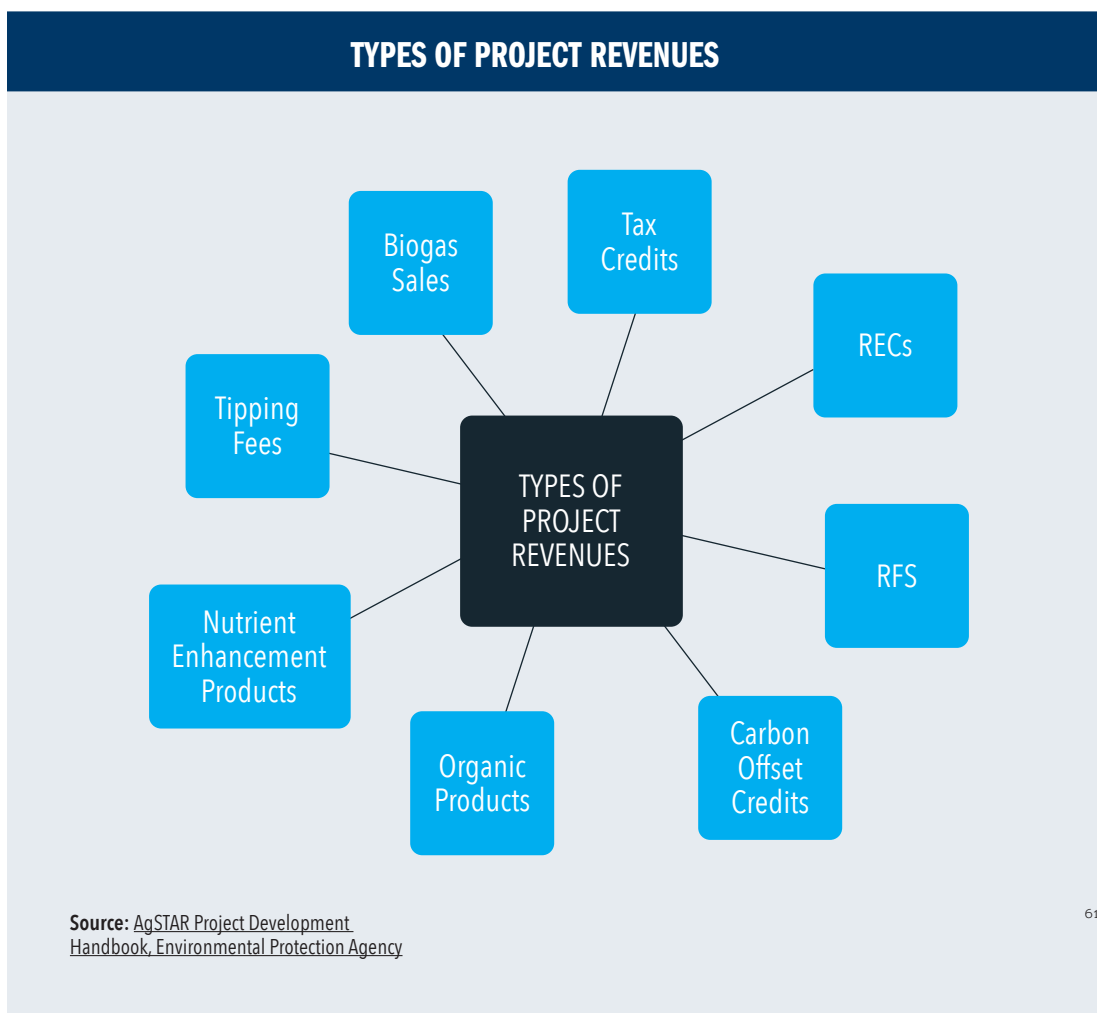 TYPES OF PROJECT REVENUES
Biogas
Sales
Tax
Credits
RECs
Tipping
Fees
TYPES OF
PROJECT
REVENUES
RFS
Nutrient
Enhancement
Products
Organic
Products
Carbon
Offset
Credits
Source: AgSTAR Project Development
Handbook, Environmental Protection Agency
61